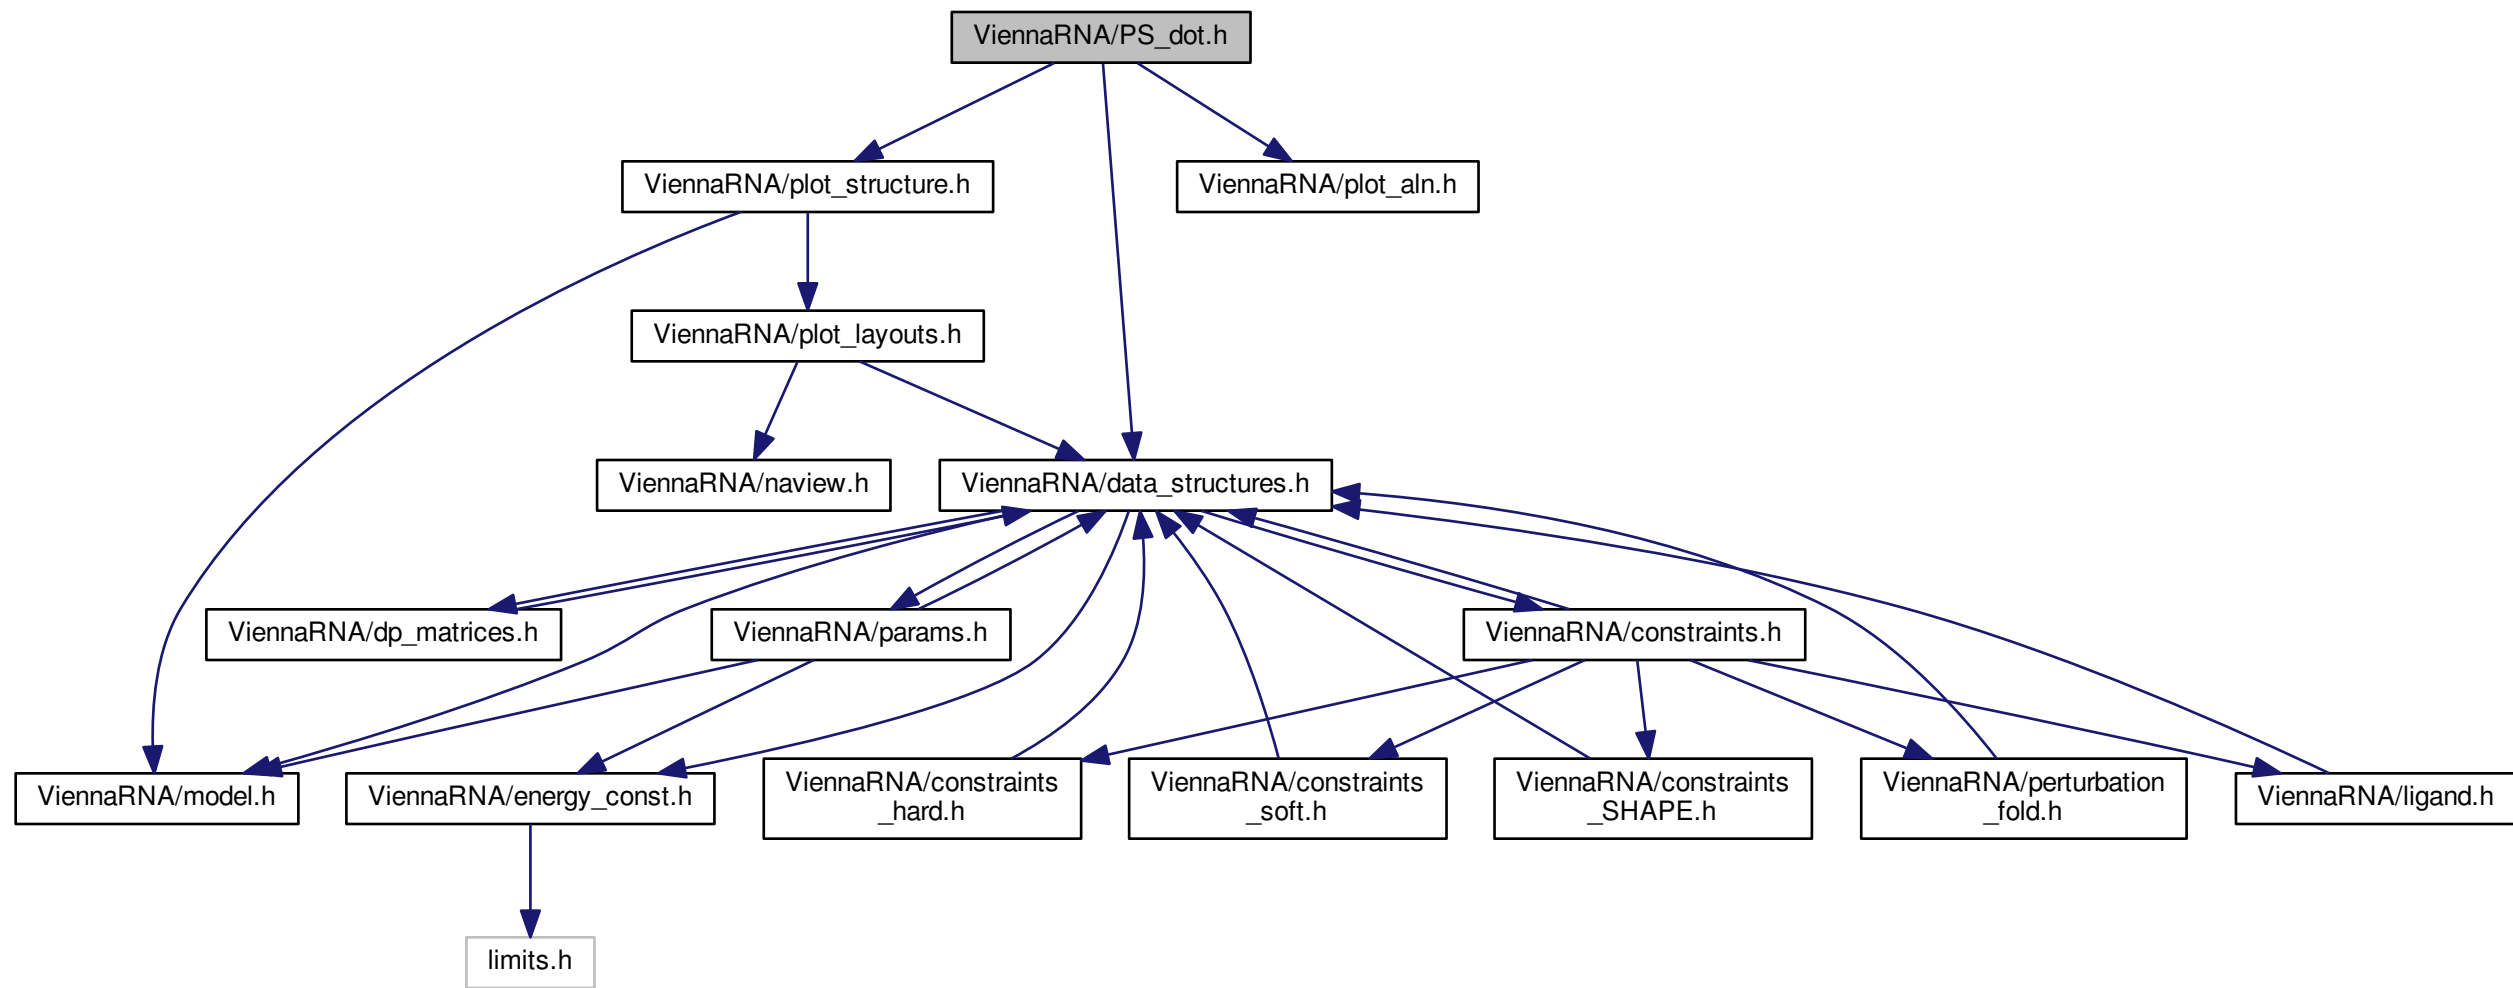 ViennaRNA/PS_dot.h
ViennaRNA/plot_structure.h
ViennaRNA/plot_aln.h
ViennaRNA/plot_layouts.h
ViennaRNA/naview.h
ViennaRNA/data_structures.h
ViennaRNA/dp_matrices.h
ViennaRNA/params.h
ViennaRNA/constraints.h
ViennaRNA/model.h
ViennaRNA/energy_const.h
ViennaRNA/constraints
_hard.h
ViennaRNA/constraints
_soft.h
ViennaRNA/constraints
_SHAPE.h
ViennaRNA/perturbation
_fold.h
ViennaRNA/ligand.h
limits.h